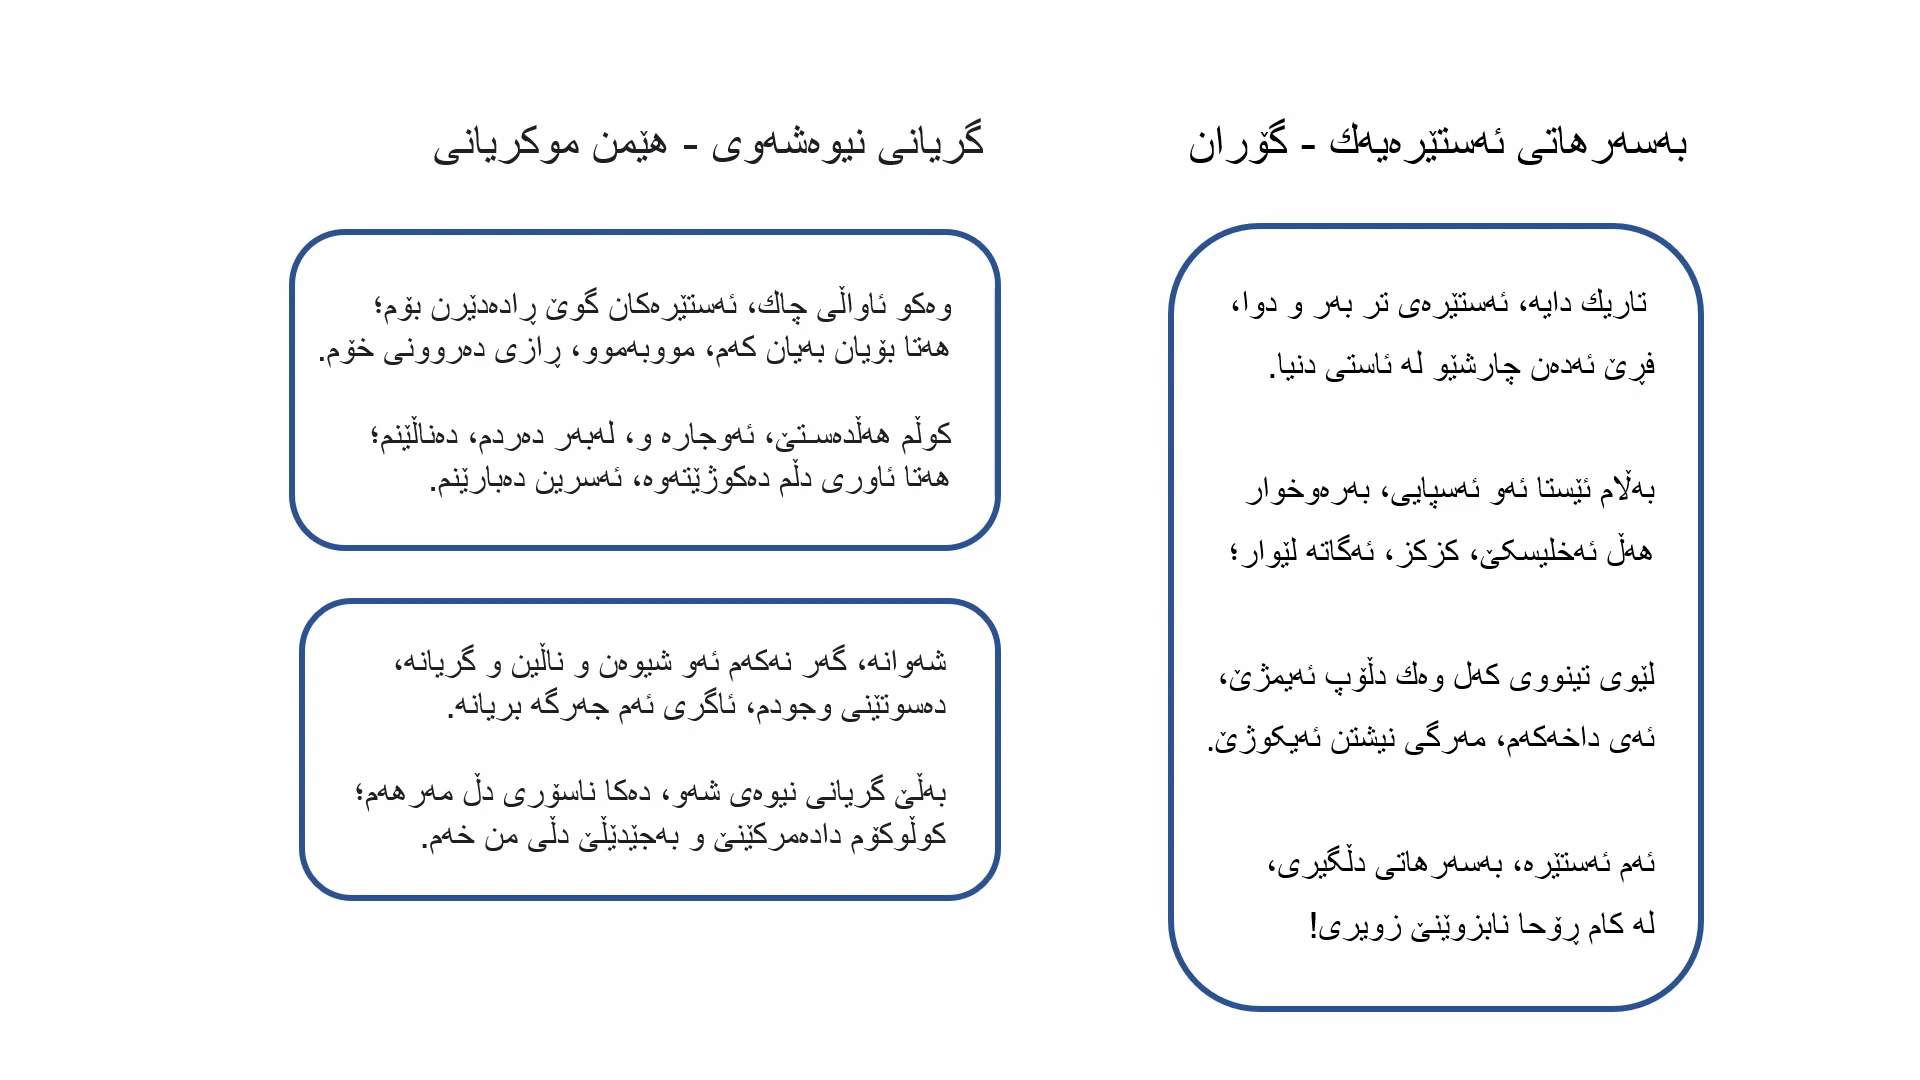 بەسەرهاتی ئەستێرەیەك - گۆران
تاریك دایە، ئەستێرەی تر بەر و دوا،
فڕێ ئەدەن چارشێو لە ئاستی دنیا.
بەڵام ئێستا ئەو ئەسپایی، بەرەوخوار
هەڵ ئەخلیسکێ، کزکز، ئەگاتە لێوار؛
لێوی تینووی کەل وەك دڵۆپ ئەیمژێ،
ئەی داخەکەم، مەرگی نیشتن ئەیکوژێ.
ئەم ئەستێرە، بەسەرهاتی دڵگیری،
لە کام ڕۆحا نابزوێنێ زویری!
گریانی نیوەشەوی - هێمن موکریانی
وەکو ئاواڵی چاك، ئەستێرەکان گوێ ڕادەدێرن بۆم؛
هەتا بۆیان بەیان کەم، مووبەموو، ڕازی دەروونی خۆم.
کوڵم هەڵدەسـتێ، ئەوجارە و، لەبەر دەردم، دەناڵێنم؛
هەتا ئاوری دڵم دەکوژێتەوە، ئەسرین دەبارێنم.
شەوانە، گەر نەکەم ئەو شیوەن و ناڵین و گریانە،
دەسوتێنی وجودم، ئاگری ئەم جەرگە بریانە.
بەڵێ گریانی نیوەی شەو، دەکا ناسۆری دڵ مەرهەم؛
کوڵوکۆم دادەمرکێنێ و بەجێدێڵێ دڵی من خەم.